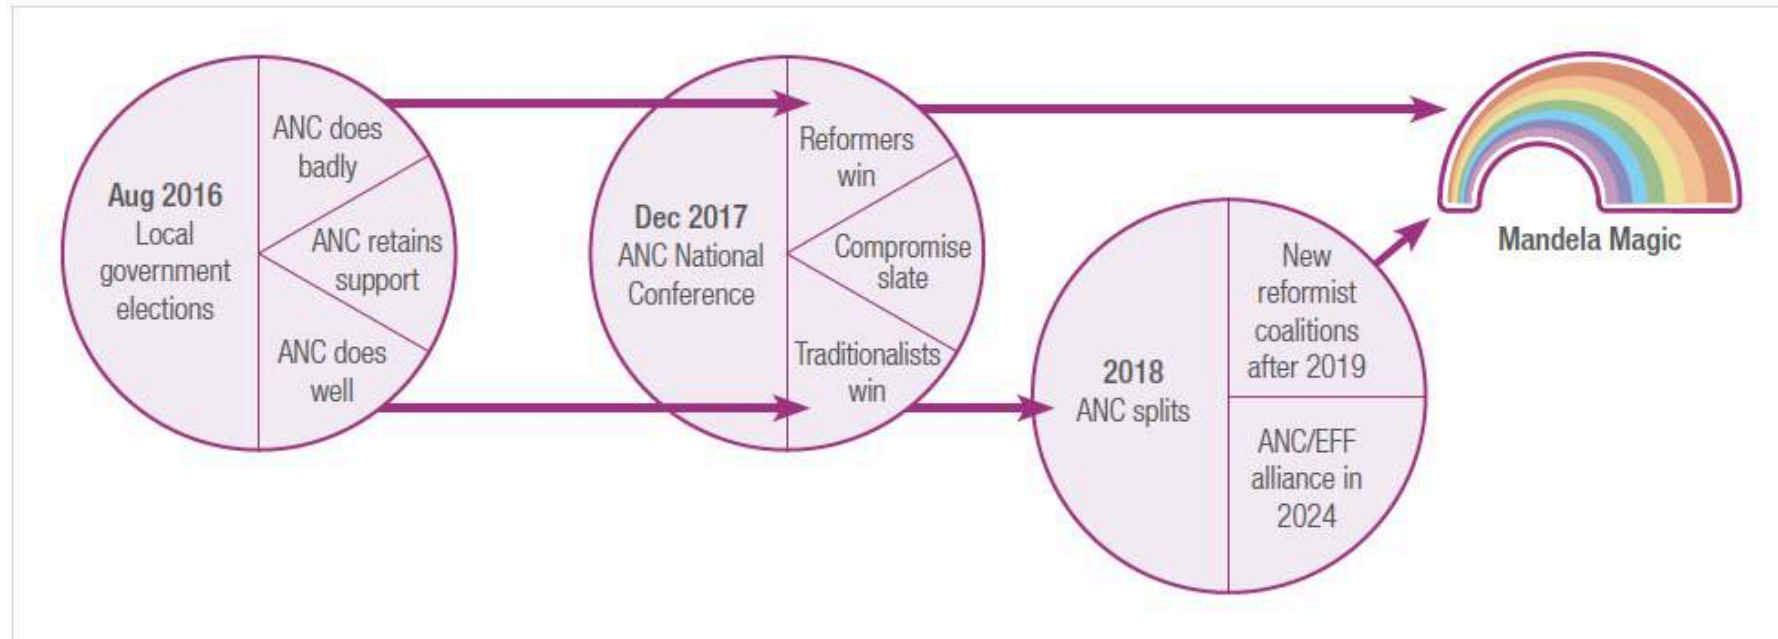 Aug 2016
Local
government
elections
ANC does
badly
ANC retains
support
ANC does
well
Dec 2017
ANC National
Conference
Reformers
win
Compromise
slate
Traditionalists
win
2018
ANC splits
New
reformist
coalitions
after 2019
ANC/EFF
alliance in
2024
Mandela Magic